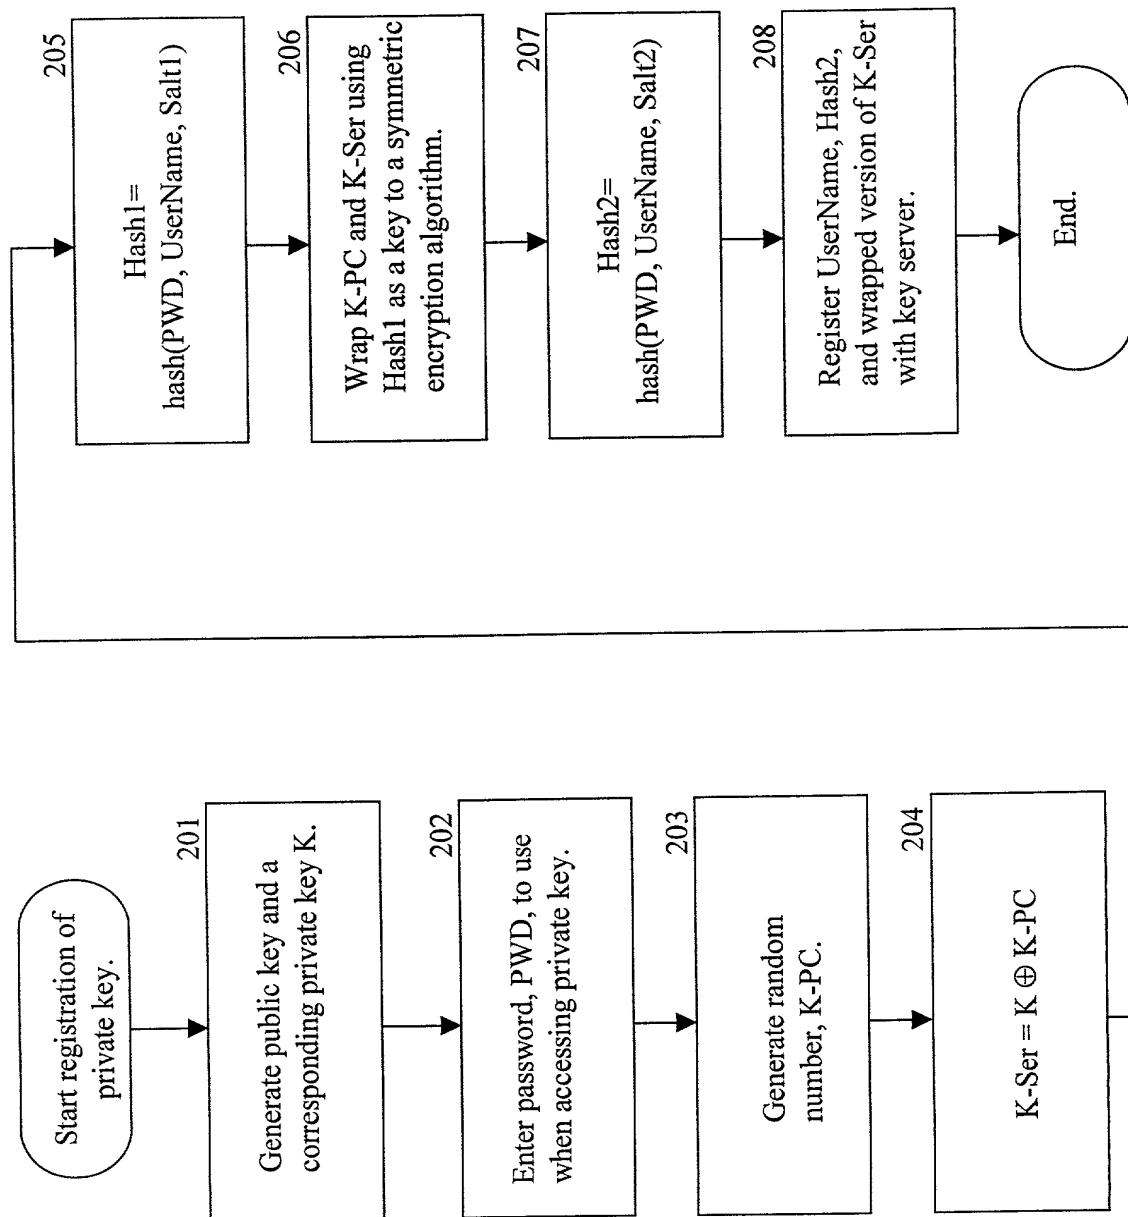 Start registration of
private key.
201
Generate public key and a
corresponding private key K.
202
Enter password, PWD, to use
when accessing private key.
203
Generate random
number, K-PC.
204
K-Ser = K ⊕ K-PC
205
Hash1=
hash(PWD, UserName, Salt1)
206
Wrap K-PC and K-Ser using
Hash1 as a key to a symmetric
encryption algorithm.
207
Hash2=
hash(PWD, UserName, Salt2)
208
Register UserName, Hash2,
and wrapped version of K-Ser
with key server.
End.